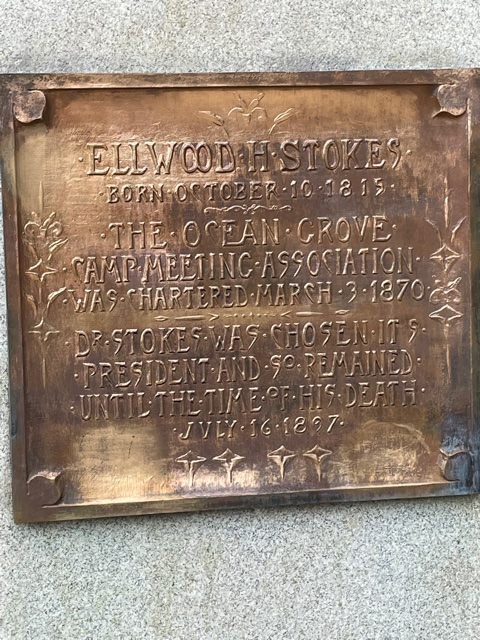 ·ELLWOOD·H·STOKES·
·BORN·OCTOBER·10·1815·
·THE·OCEAN·GROVE·
·CAMP·MEETING·ASSOCIATION·
·WAS·CHARTERED·MARCH·3·1870·
·DR·STOKES·WAS·CHOSEN·ITS·
·PRESIDENT·AND·SO·REMAINED·
·UNTIL·THE·TIME·OF·HIS·DEATH·
·JULY·16·1897·